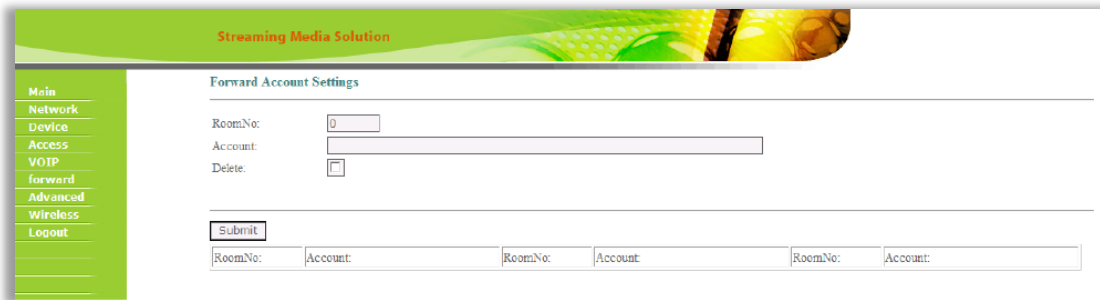 Streaming Media Solution
Main
Network
Device
Access
VOIP
forward
Advanced
Wireless
Logout
Forward Account Settings
RoomNo: 0
Account:
Delete:
Submit
RoomNo: Account: RoomNo: Account: RoomNo: Account: